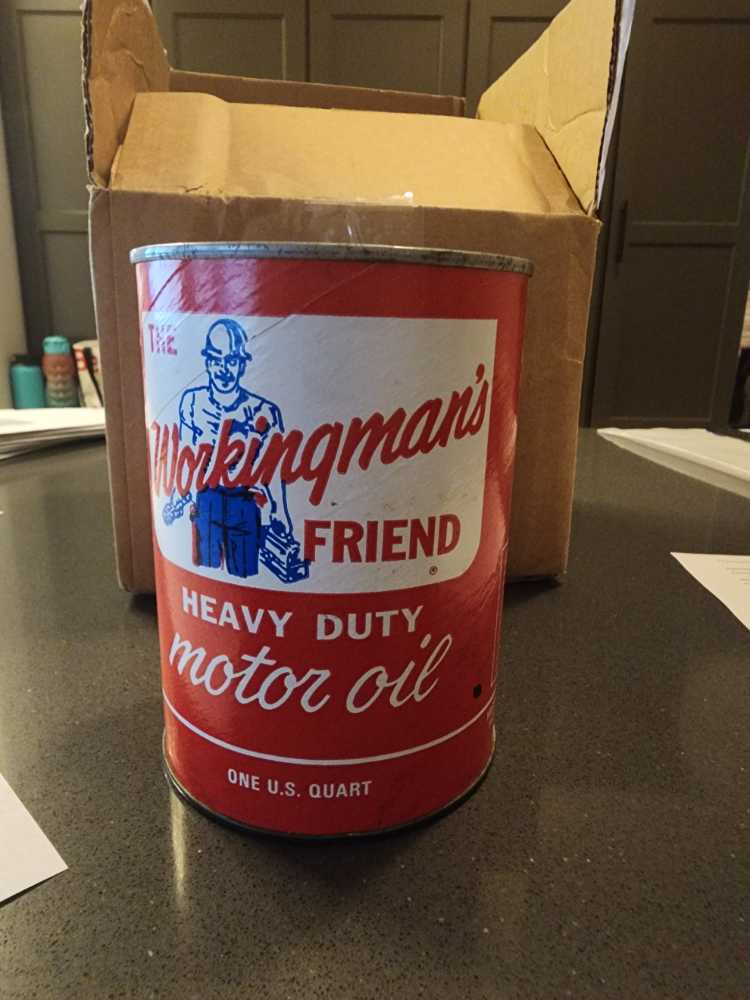 THE
Workingman's
FRIEND
®
HEAVY DUTY
motor oil
ONE U.S. QUART